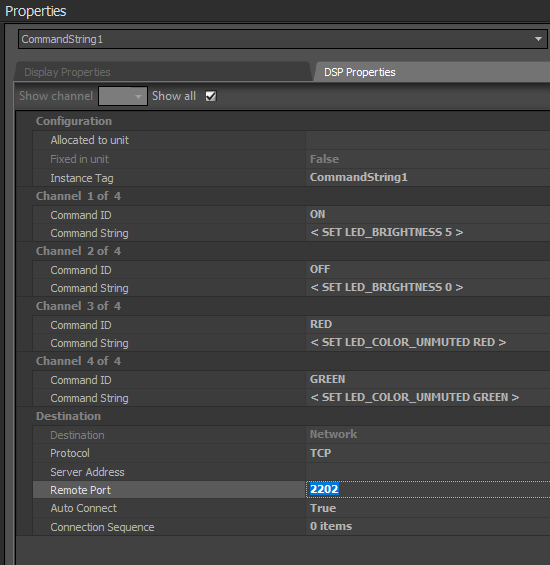 Properties
CommandString1
Display Properties DSP Properties
Show channel Show all
Configuration
Allocated to unit
Fixed in unit False
Instance Tag CommandString1
Channel 1 of 4
Command ID ON
Command String < SET LED_BRIGHTNESS 5 >
Channel 2 of 4
Command ID OFF
Command String < SET LED_BRIGHTNESS 0 >
Channel 3 of 4
Command ID RED
Command String < SET LED_COLOR_UNMUTED RED >
Channel 4 of 4
Command ID GREEN
Command String < SET LED_COLOR_UNMUTED GREEN >
Destination
Destination Network
Protocol TCP
Server Address
Remote Port 2202
Auto Connect True
Connection Sequence 0 items